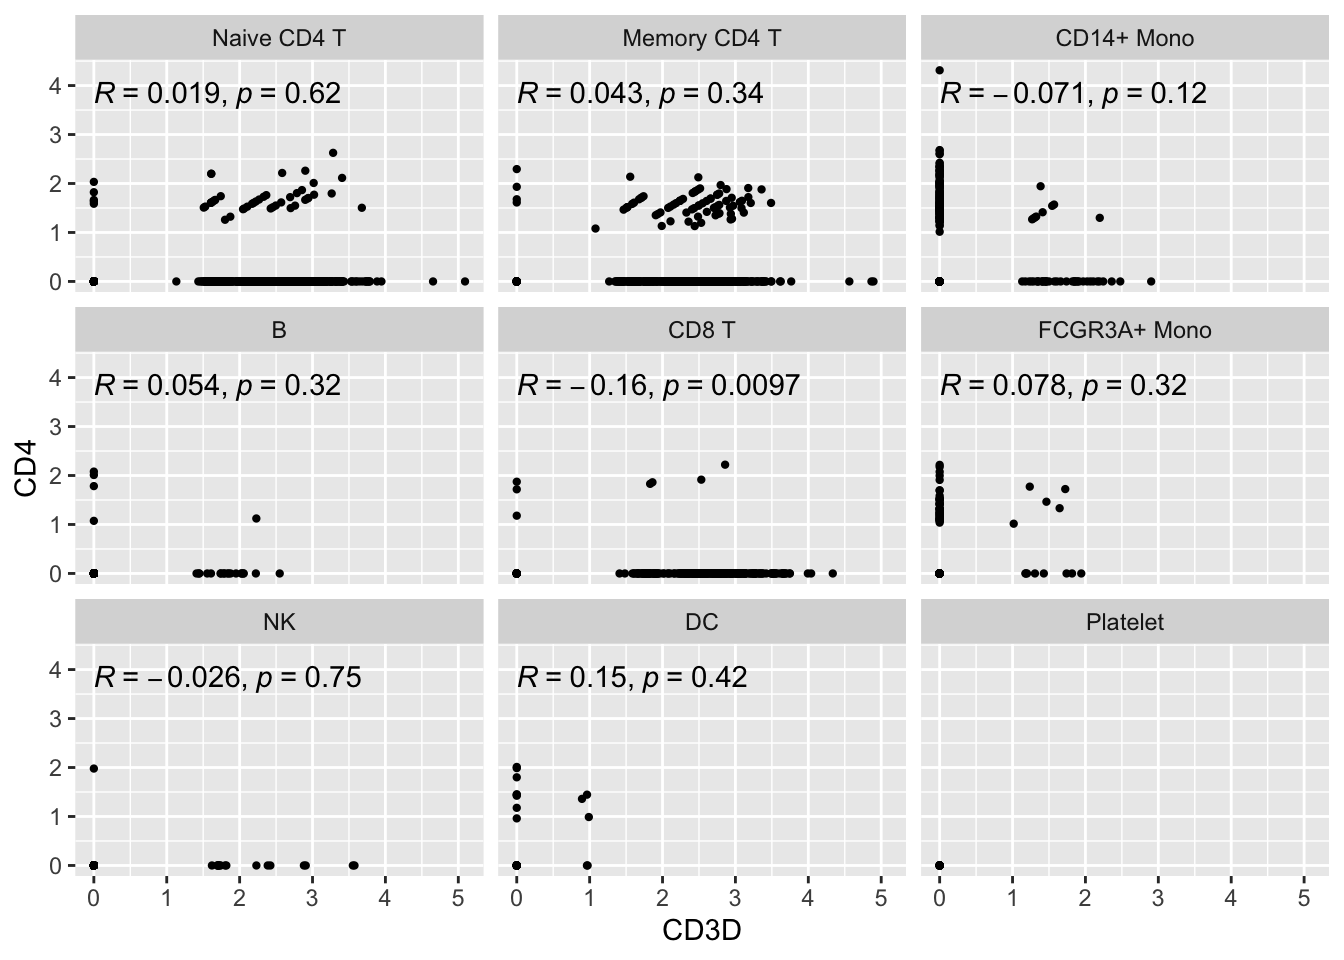 Naive CD4 T
Memory CD4 T
CD14+ Mono
R = 0.019, p = 0.62
R = 0.043, p = 0.34
R = −0.071, p = 0.12
4
3
2
1
0
B
CD8 T
FCGR3A+ Mono
R = 0.054, p = 0.32
R = −0.16, p = 0.0097
R = 0.078, p = 0.32
4
3
2
1
0
CD4
NK
DC
Platelet
R = −0.026, p = 0.75
R = 0.15, p = 0.42
4
3
2
1
0
0 1 2 3 4 5
0 1 2 3 4 5
0 1 2 3 4 5
CD3D